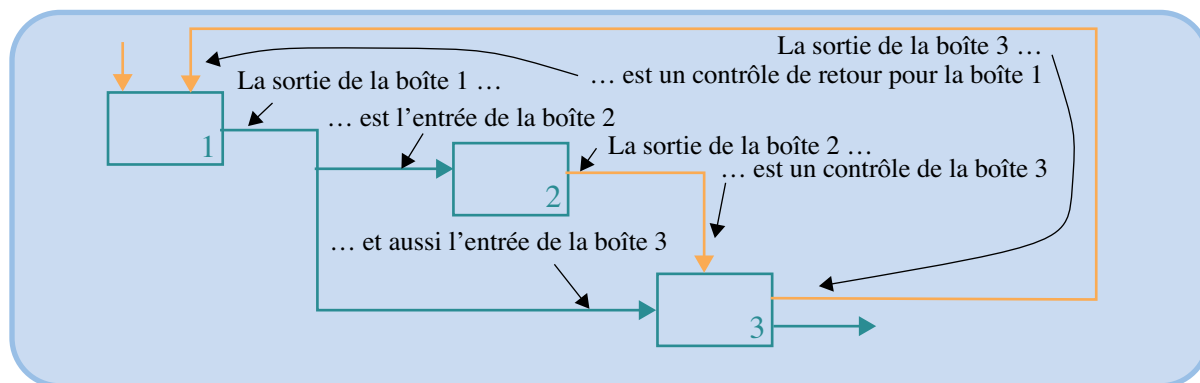 La sortie de la boîte 3 …
… est un contrôle de retour pour la boîte 1
La sortie de la boîte 1 …
… est l’entrée de la boîte 2
1
La sortie de la boîte 2 …
… est un contrôle de la boîte 3
2
… et aussi l’entrée de la boîte 3
3